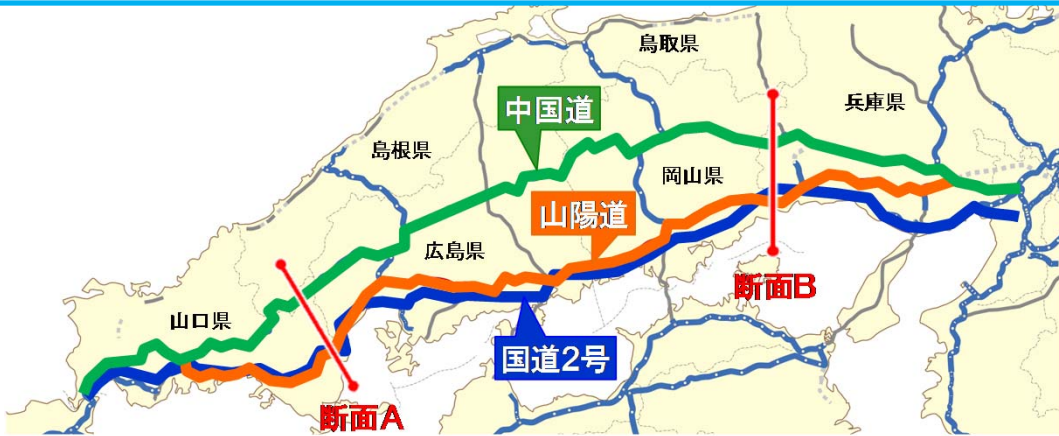 鳥取県
兵庫県
中国道
島根県
岡山県
山陽道
広島県
断面B
山口県
国道2号
断面A